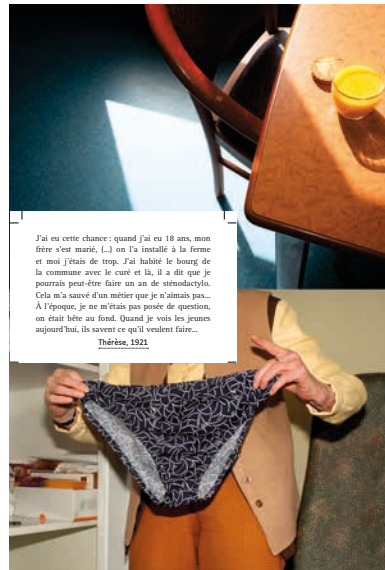 J'ai eu cette chance : quand j'ai eu 18 ans, mon
frère s'est marié, (...) on l'a installé à la ferme
et moi j'étais de trop. J'ai habité le bourg de
la commune avec le curé et là, il a dit que je
pourrais peut-être faire un an de sténodactylo.
Cela m'a sauvé d'un métier que je n'aimais pas...
À l'époque, je ne m'étais pas posée de question,
on était bête au fond. Quand je vois les jeunes
aujourd'hui, ils savent ce qu'il veulent faire...
Thérèse, 1921